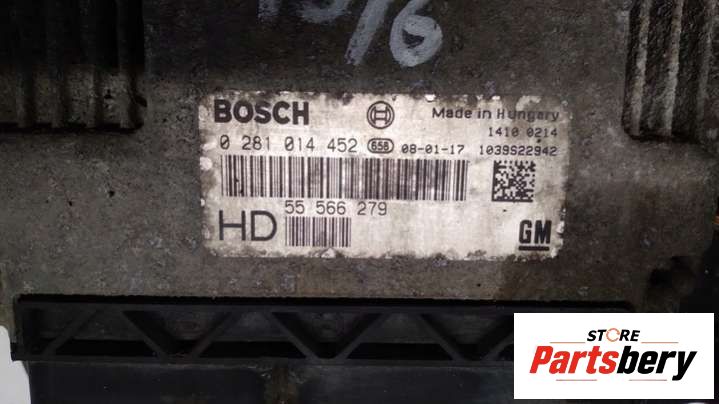 BOSCH
Made in Hungary
1410 0214
0 281 014 452 658 08-01-17 1039S22942
55 566 279
HD
GM
STORE
Partsbery